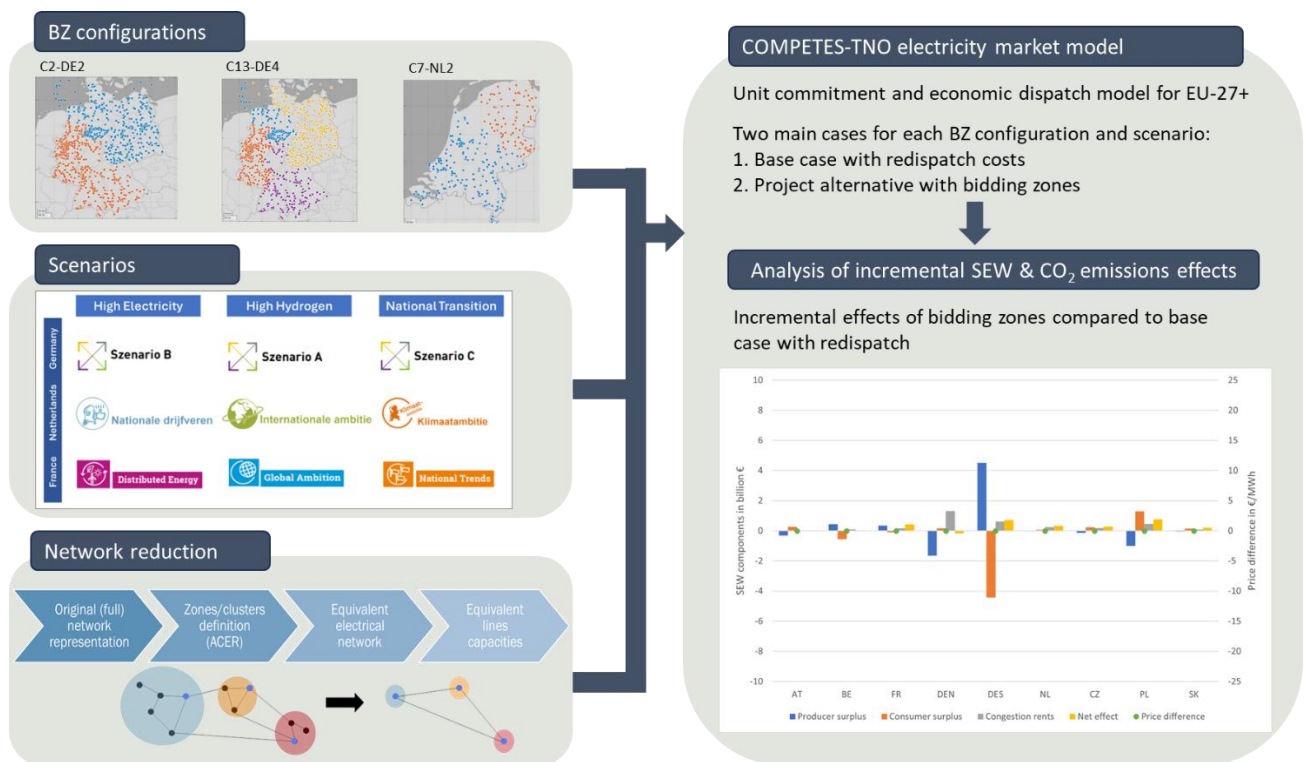 BZ configurations
C2-DE2
C13-DE4
C7-NL2
Scenarios
High Electricity
High Hydrogen
National Transition
Germany
Szenario B
Szenario A
Szenario C
Netherlands
Nationale drijfveren
Internationale ambitie
Klimaatambitie
France
Distributed Energy
Global Ambition
National Trends
Network reduction
Original (full)
network
representation
Zones/clusters
definition
(ACER)
Equivalent
electrical
network
Equivalent
lines
capacities
COMPETES-TNO electricity market model
Unit commitment and economic dispatch model for EU-27+
Two main cases for each BZ configuration and scenario:
1. Base case with redispatch costs
2. Project alternative with bidding zones
Analysis of incremental SEW & CO₂ emissions effects
Incremental effects of bidding zones compared to base
case with redispatch
SEW components in billion €
10
8
6
4
2
0
-2
-4
-6
-8
-10
25
20
15
10
5
0
-5
-10
-15
-20
-25
Price difference in €/MWh
AT BE FR DEN DES NL CZ PL SK
Producer surplus Consumer surplus Congestion rents Net effect Price difference